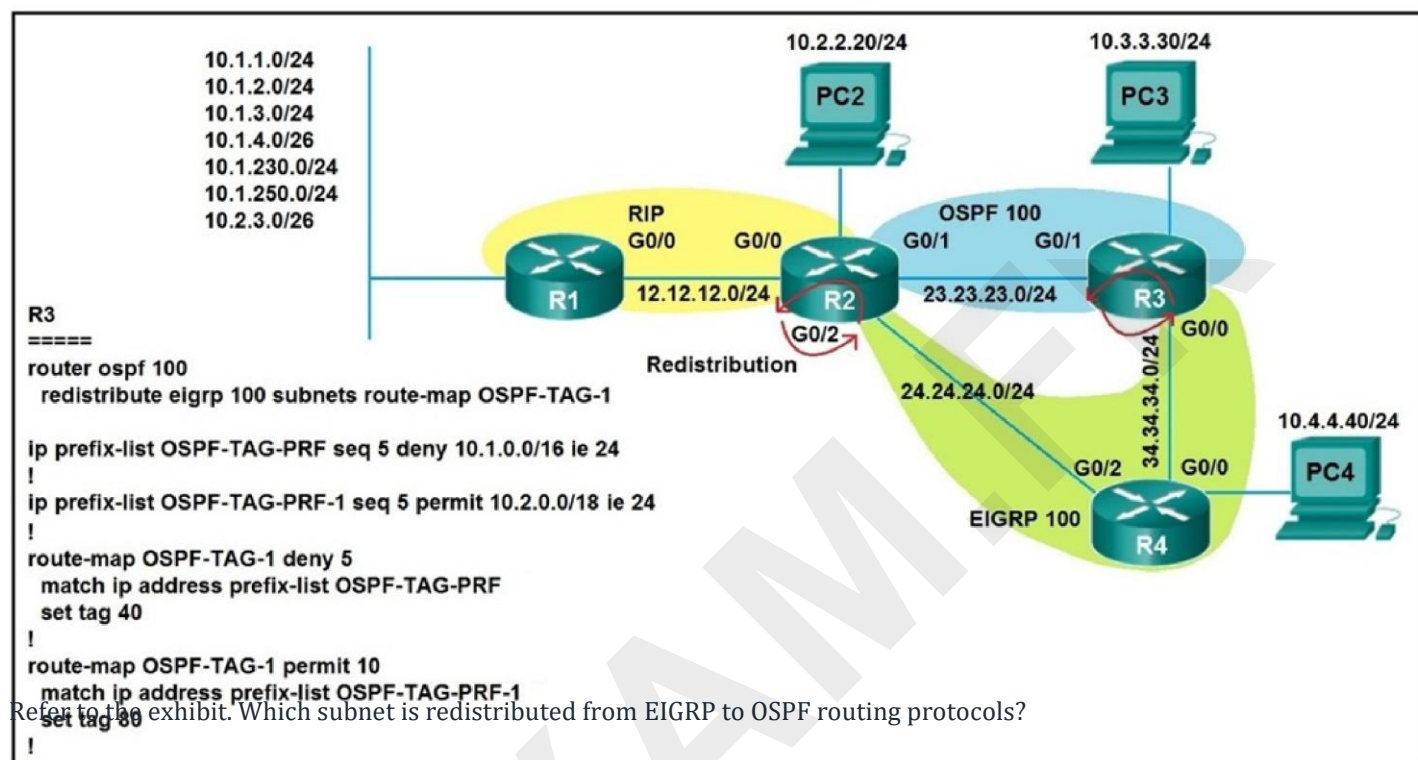 10.1.1.0/24
10.1.2.0/24
10.1.3.0/24
10.1.4.0/26
10.1.230.0/24
10.1.250.0/24
10.2.3.0/26
10.2.2.20/24
10.3.3.30/24
PC2
PC3
RIP
OSPF 100
G0/0
G0/0
G0/1
G0/1
R1
12.12.12.0/24
R2
23.23.23.0/24
R3
G0/2
G0/0
Redistribution
24.24.24.0/24
34.34.34.0/24
10.4.4.40/24
G0/2
G0/0
PC4
EIGRP 100
R4
R3
=====
router ospf 100
redistribute eigrp 100 subnets route-map OSPF-TAG-1
ip prefix-list OSPF-TAG-PRF seq 5 deny 10.1.0.0/16 ie 24
!
ip prefix-list OSPF-TAG-PRF-1 seq 5 permit 10.2.0.0/18 ie 24
!
route-map OSPF-TAG-1 deny 5
match ip address prefix-list OSPF-TAG-PRF
set tag 40
!
route-map OSPF-TAG-1 permit 10
match ip address prefix-list OSPF-TAG-PRF-1
set tag 80
Refer to the exhibit. Which subnet is redistributed from EIGRP to OSPF routing protocols?
!